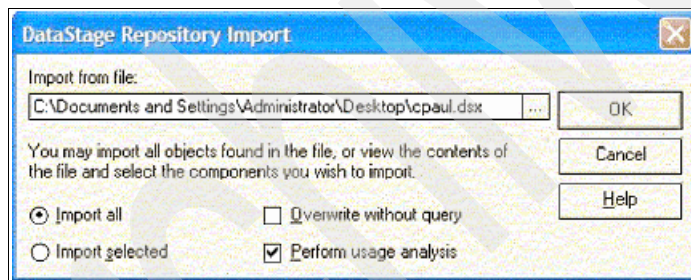 DataStage Repository Import
Import from file:
C:\Documents and Settings\Administrator\Desktop\cpaul.dsx
...
OK
You may import all objects found in the file, or view the contents of
the file and select the components you wish to import.
Cancel
Help
Import all
Overwrite without query
Import selected
Perform usage analysis